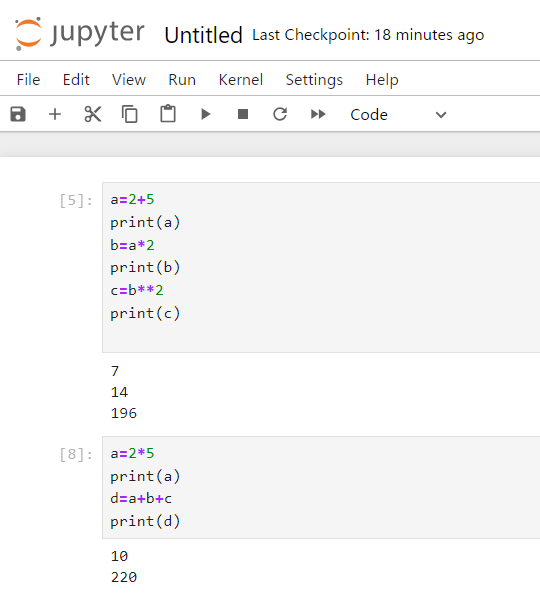 jupyter Untitled Last Checkpoint: 18 minutes ago
File Edit View Run Kernel Settings Help
Code
[5]: a=2+5
print(a)
b=a*2
print(b)
c=b**2
print(c)
7
14
196
[8]: a=2*5
print(a)
d=a+b+c
print(d)
10
220